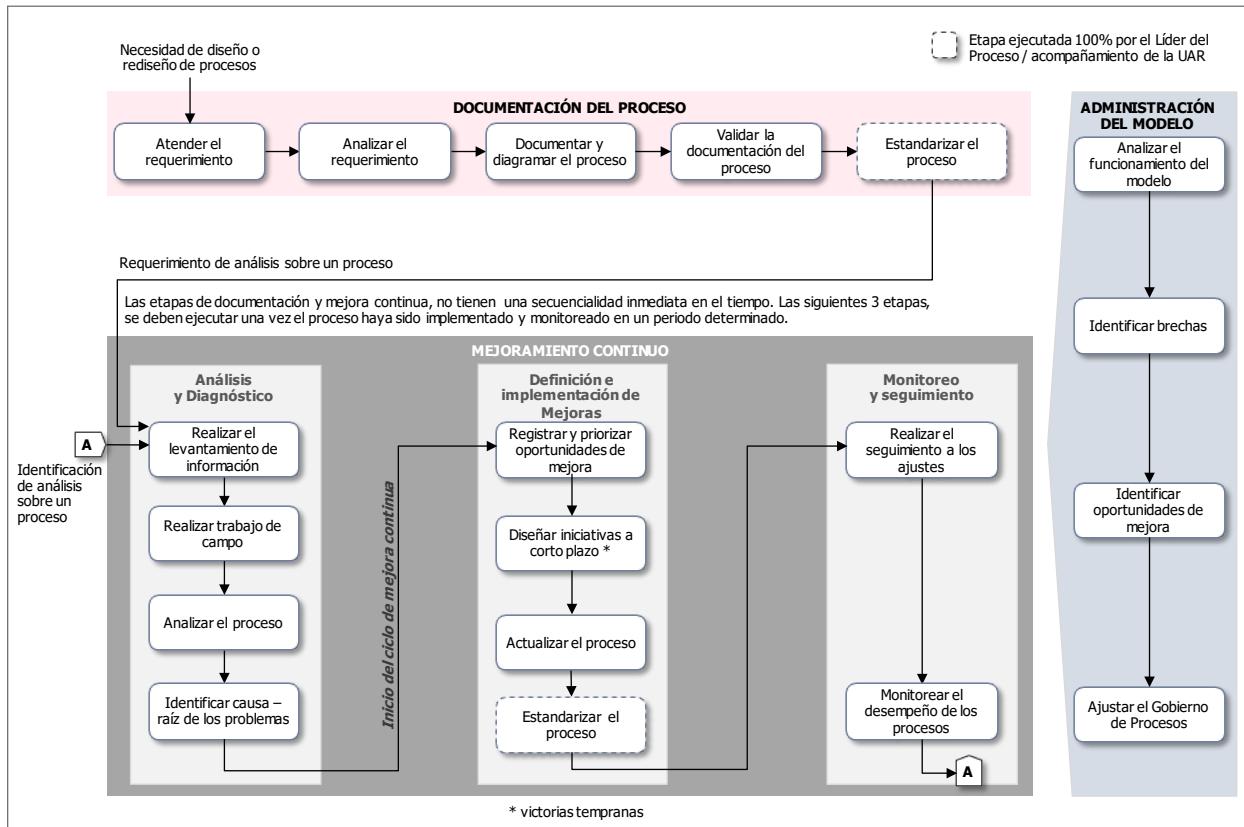 Necesidad de diseño o
rediseño de procesos
Etapa ejecutada 100% por el Líder del
Proceso / acompañamiento de la UAR
DOCUMENTACIÓN DEL PROCESO
Atender el
requerimiento
Analizar el
requerimiento
Documentar y
diagramar el proceso
Validar la
documentación del
proceso
Estandarizar el
proceso
Requerimiento de análisis sobre un proceso
Las etapas de documentación y mejora continua, no tienen una secuencialidad inmediata en el tiempo. Las siguientes 3 etapas,
se deben ejecutar una vez el proceso haya sido implementado y monitoreado en un periodo determinado.
MEJORAMIENTO CONTINUO
Análisis
y Diagnóstico
A
Identificación
de análisis
sobre un
proceso
Realizar el
levantamiento de
información
Realizar trabajo de
campo
Analizar el proceso
Identificar causa –
raíz de los problemas
Inicio del ciclo de mejora continua
Definición e
implementación de
Mejoras
Registrar y priorizar
oportunidades de
mejora
Diseñar iniciativas a
corto plazo *
Actualizar el proceso
Estandarizar el
proceso
Monitoreo
y seguimiento
Realizar el
seguimiento a los
ajustes
Monitorear el
desempeño de los
procesos
A
* victorias tempranas
ADMINISTRACIÓN
DEL MODELO
Analizar el
funcionamiento del
modelo
Identificar brechas
Identificar
oportunidades de
mejora
Ajustar el Gobierno
de Procesos